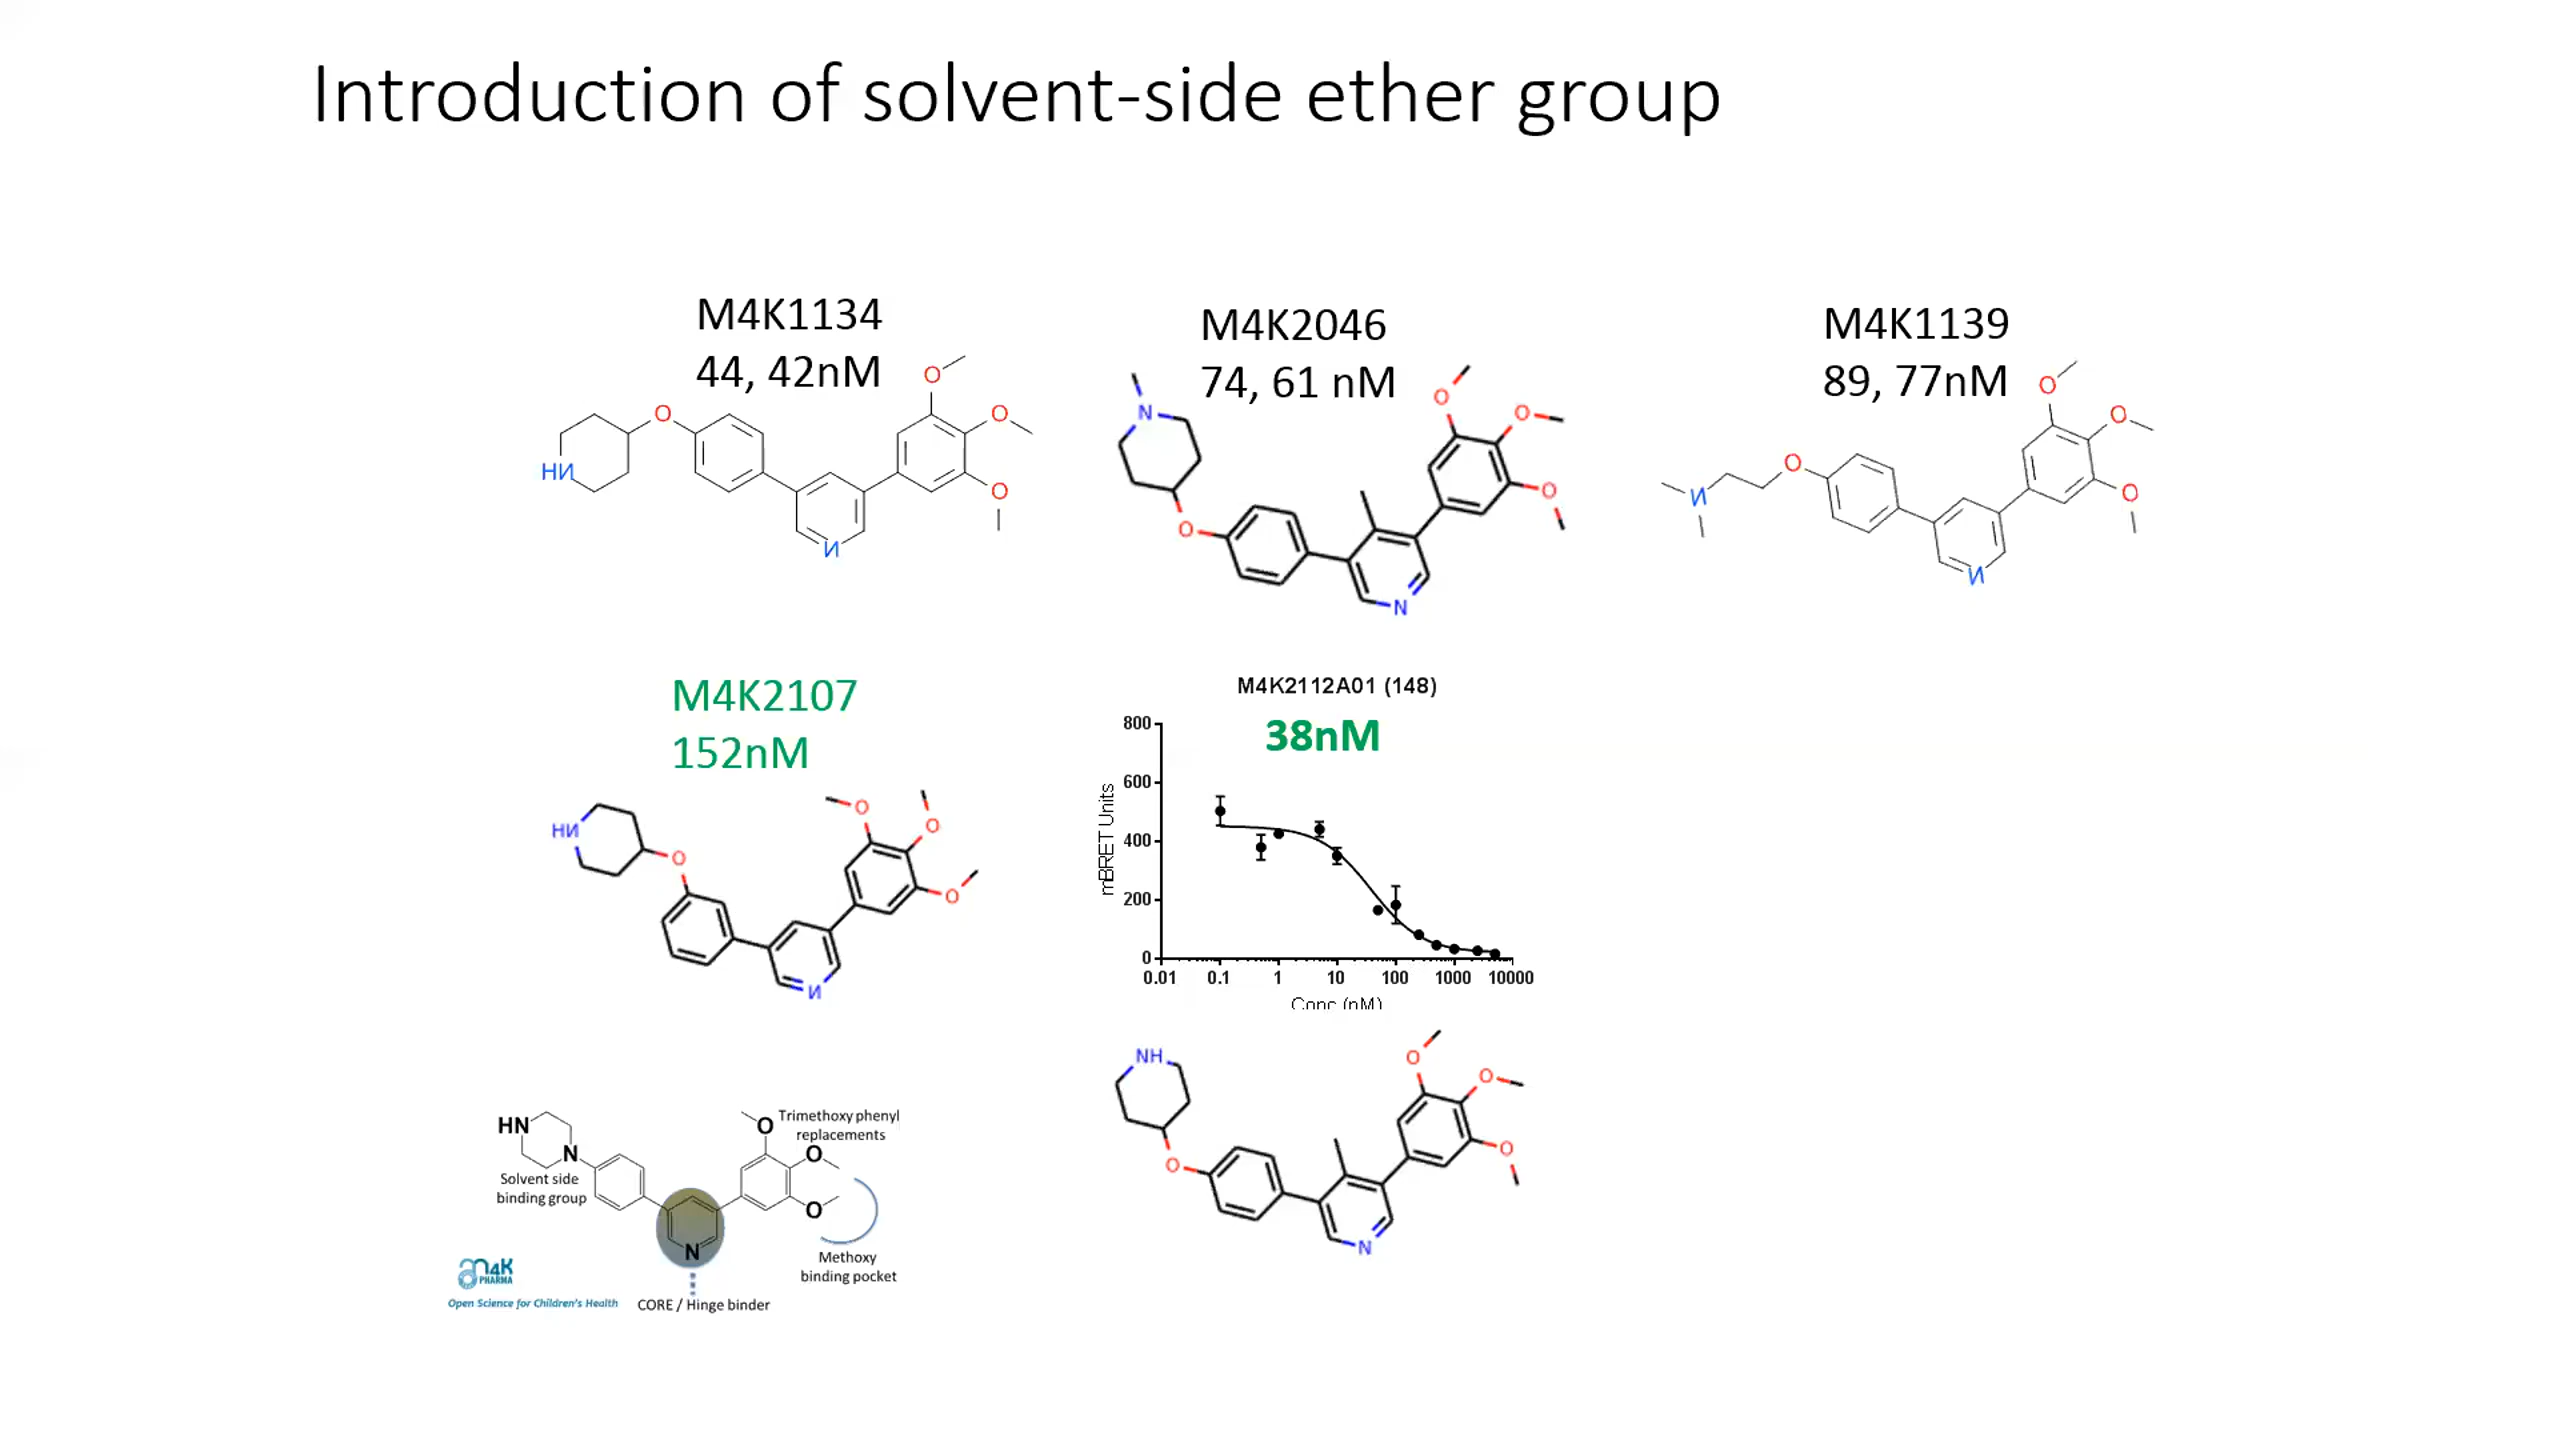 Introduction of solvent-side ether group
M4K1134
44, 42nM
O
O
O
O
HN
N
M4K2046
74, 61 nM
N
O
O
O
O
N
M4K1139
89, 77nM
O
O
O
O
N
N
M4K2107
152nM
HN
O
O
O
O
N
M4K2112A01 (148)
38nM
800
600
400
200
0
mBRET Units
0.01 0.1 1 10 100 1000 10000
Conc (nM)
NH
O
O
O
O
N
HN
N
Solvent side
binding group
O
O
O
N
Trimethoxy phenyl
replacements
Methoxy
binding pocket
CORE / Hinge binder
M4K
PHARMA
Open Science for Children's Health